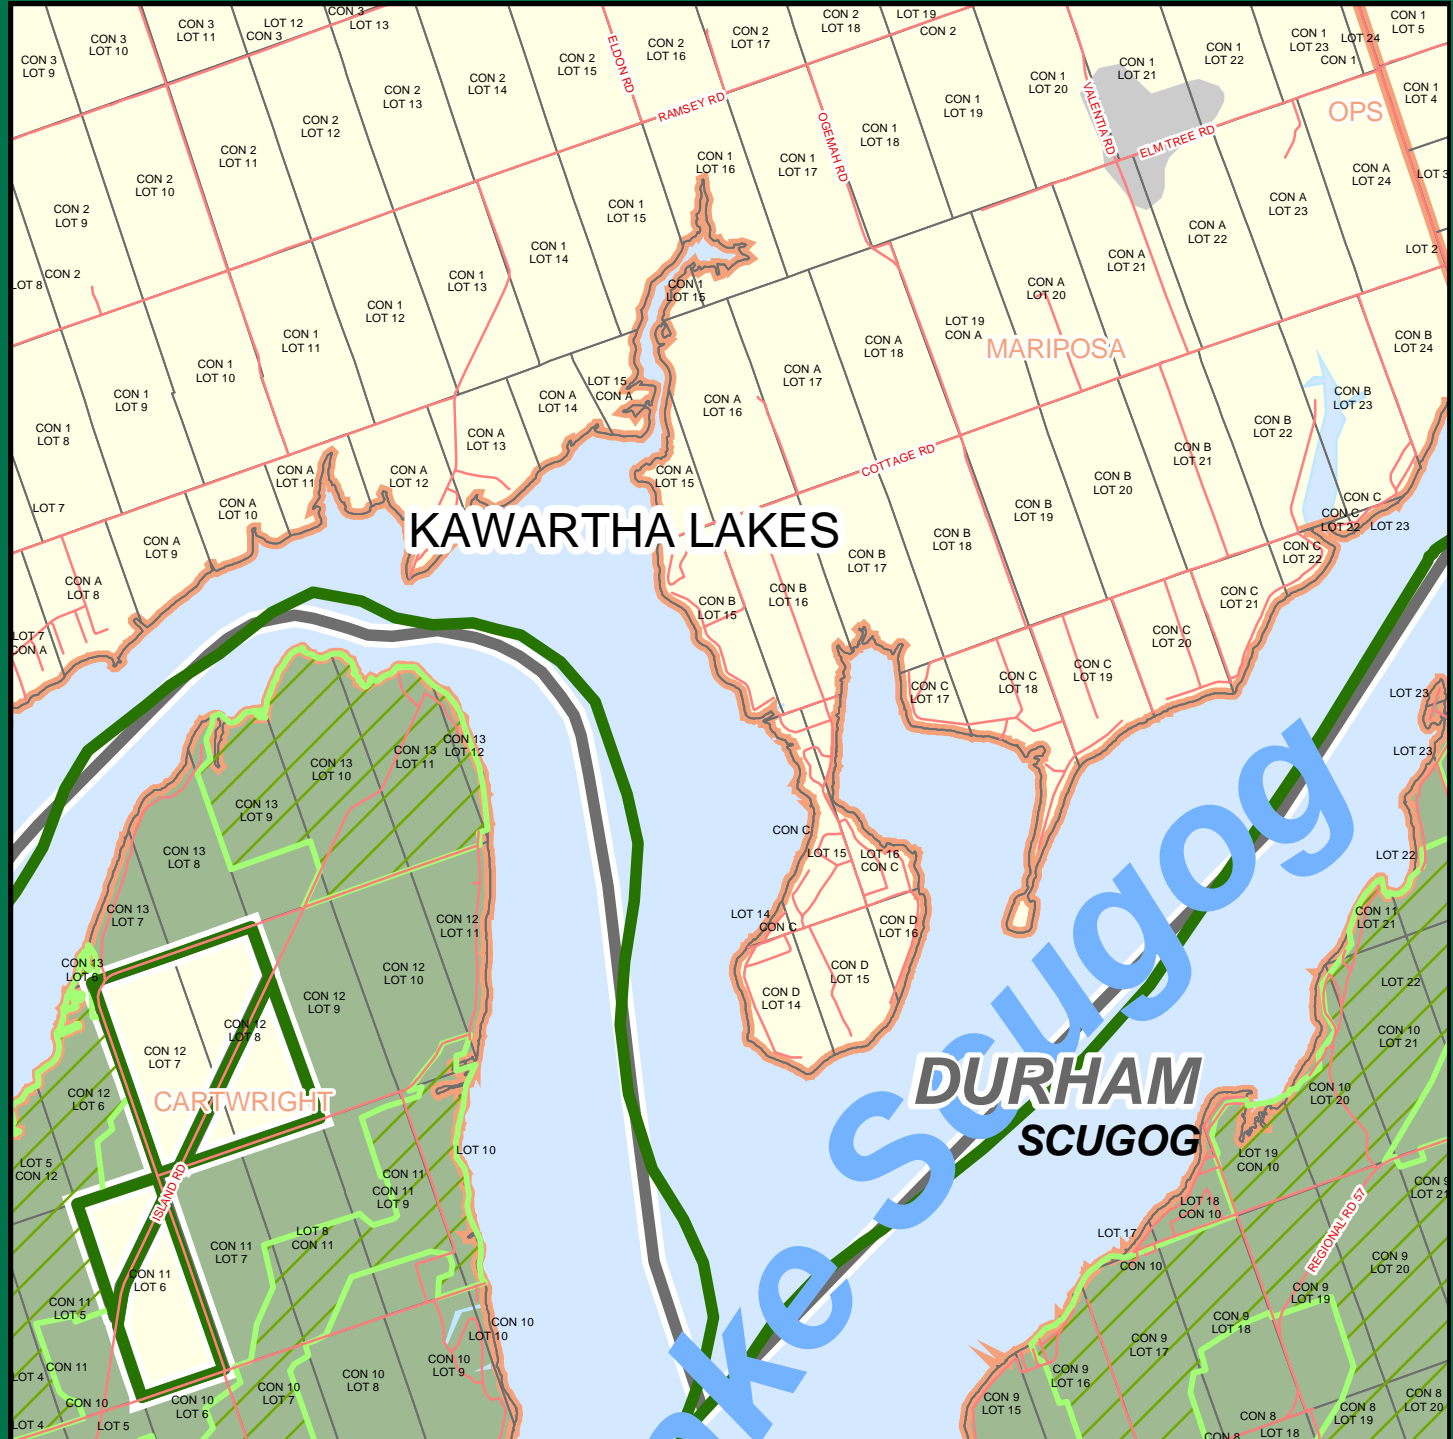 CON 3
LOT 9
CON 3
LOT 10
CON 3
LOT 11
LOT 12
CON 3
CON 3
LOT 13
CON 2
LOT 13
CON 2
LOT 14
CON 2
LOT 15
ELDON RD
CON 2
LOT 16
CON 2
LOT 17
CON 2
LOT 18
LOT 19
CON 2
CON 1
LOT 20
CON 1
LOT 21
CON 1
LOT 22
CON 1
LOT 23
CON 1
LOT 24
CON 1
LOT 5
CON 1
LOT 4
OPS
RAMSEY RD
VALENTIA RD
ELM TREE RD
OGEMAH RD
CON 1
LOT 19
CON 1
LOT 18
CON 1
LOT 17
CON 1
LOT 16
CON 2
LOT 12
CON 2
LOT 11
CON 2
LOT 10
CON 2
LOT 9
LOT 8
CON 2
CON 1
LOT 15
CON 1
LOT 14
CON 1
LOT 13
CON 1
LOT 12
CON 1
LOT 11
CON 1
LOT 10
CON 1
LOT 9
CON 1
LOT 8
LOT 7
CON 1
LOT 15
CON A
LOT 24
LOT 3
CON A
LOT 23
CON A
LOT 22
LOT 2
CON A
LOT 21
CON A
LOT 20
LOT 19
CON A
MARIPOSA
CON A
LOT 18
CON A
LOT 17
CON A
LOT 16
CON A
LOT 15
LOT 15
CON A
CON A
LOT 14
CON A
LOT 13
CON A
LOT 12
CON A
LOT 11
CON A
LOT 10
CON A
LOT 9
CON A
LOT 8
LOT 7
CON A
CON B
LOT 24
CON B
LOT 23
CON B
LOT 22
CON B
LOT 21
CON B
LOT 20
CON B
LOT 19
CON B
LOT 18
CON B
LOT 17
CON B
LOT 16
CON B
LOT 15
COTTAGE RD
KAWARTHA LAKES
CON C
LOT 23
CON C
LOT 22
CON C
LOT 22
CON C
LOT 21
CON C
LOT 20
CON C
LOT 19
CON C
LOT 18
CON C
LOT 17
LOT 23
LOT 23
LOT 22
CON C
LOT 15
LOT 16
CON C
LOT 14
CON C
CON D
LOT 16
CON D
LOT 15
CON D
LOT 14
CON 13
LOT 12
CON 13
LOT 11
CON 13
LOT 10
CON 13
LOT 9
CON 13
LOT 8
CON 13
LOT 7
CON 13
LOT 6
CON 12
LOT 11
CON 12
LOT 10
CON 12
LOT 9
CON 12
LOT 8
CON 12
LOT 7
CON 12
LOT 6
LOT 5
CON 12
CARTWRIGHT
ISLAND RD
LOT 10
CON 11
CON 11
LOT 9
LOT 8
CON 11
CON 11
LOT 7
CON 11
LOT 6
CON 11
LOT 5
CON 11
LOT 4
CON 10
LOT 10
CON 10
LOT 9
CON 10
LOT 8
CON 10
LOT 7
CON 10
LOT 6
CON 10
LOT 5
LOT 4
ake Scugog
DURHAM
SCUGOG
CON 11
LOT 21
LOT 22
CON 10
LOT 21
CON 10
LOT 20
LOT 19
CON 10
LOT 18
CON 10
LOT 17
CON 10
REGIONAL RD 57
CON 9
LOT 21
CON 9
LOT 20
CON 9
LOT 19
CON 9
LOT 18
CON 9
LOT 17
CON 9
LOT 16
CON 9
LOT 15
CON 8
LOT 20
CON 8
LOT 19
CON 8
LOT 18
CON 8